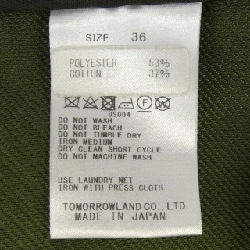 SIZE 36
POLYESTER 63%
COTTON 37%
US004
DO NOT WASH
DO NOT BLEACH
DO NOT TUMBLE DRY
IRON MEDIUM
DRY CLEAN SHORT CYCLE
DO NOT MACHINE WASH
USE LAUNDRY NET
IRON WITH PRESS CLOTH
TOMORROWLAND CO., LTD
MADE IN JAPAN